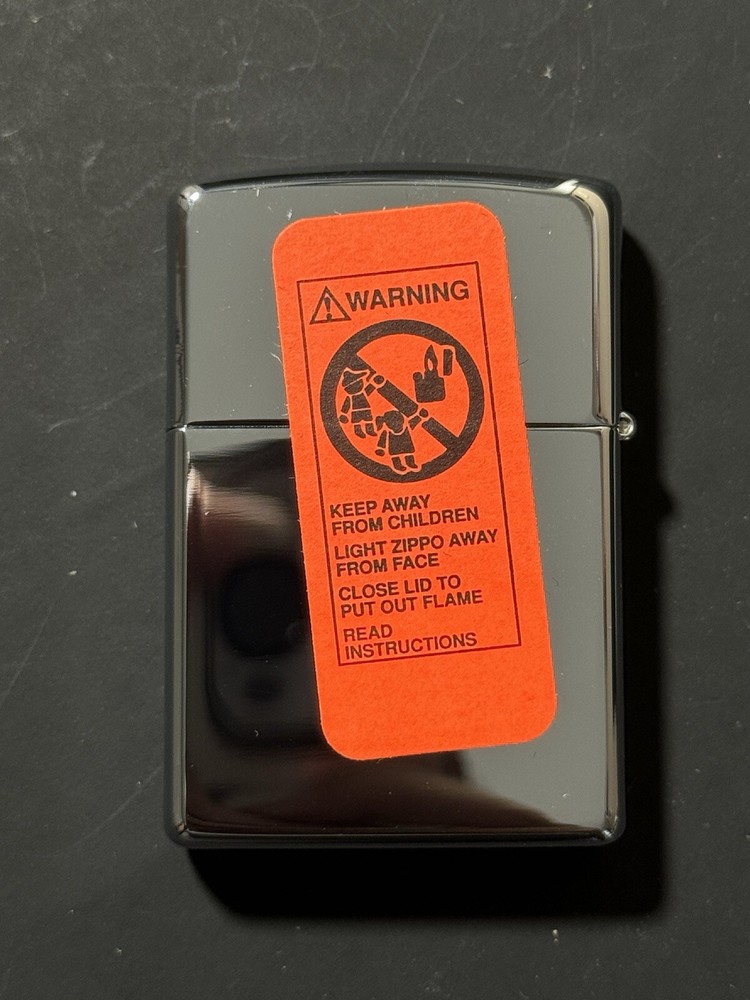 WARNING
KEEP AWAY
FROM CHILDREN
LIGHT ZIPPO AWAY
FROM FACE
CLOSE LID TO
PUT OUT FLAME
READ
INSTRUCTIONS